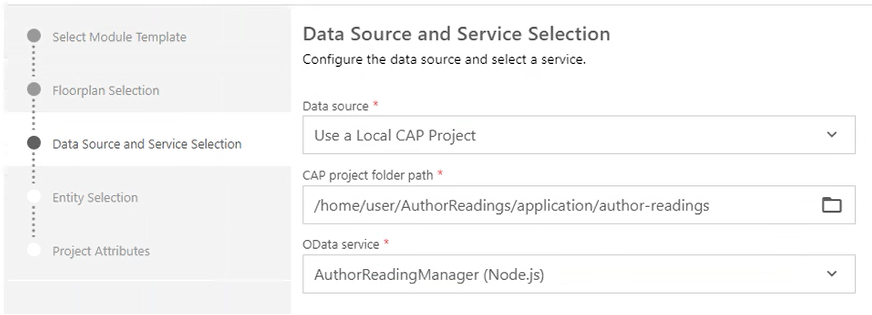 Select Module Template
Floorplan Selection
Data Source and Service Selection
Entity Selection
Project Attributes
Data Source and Service Selection
Configure the data source and select a service.
Data source *
Use a Local CAP Project
CAP project folder path *
/home/user/AuthorReadings/application/author-readings
OData service *
AuthorReadingManager (Node.js)